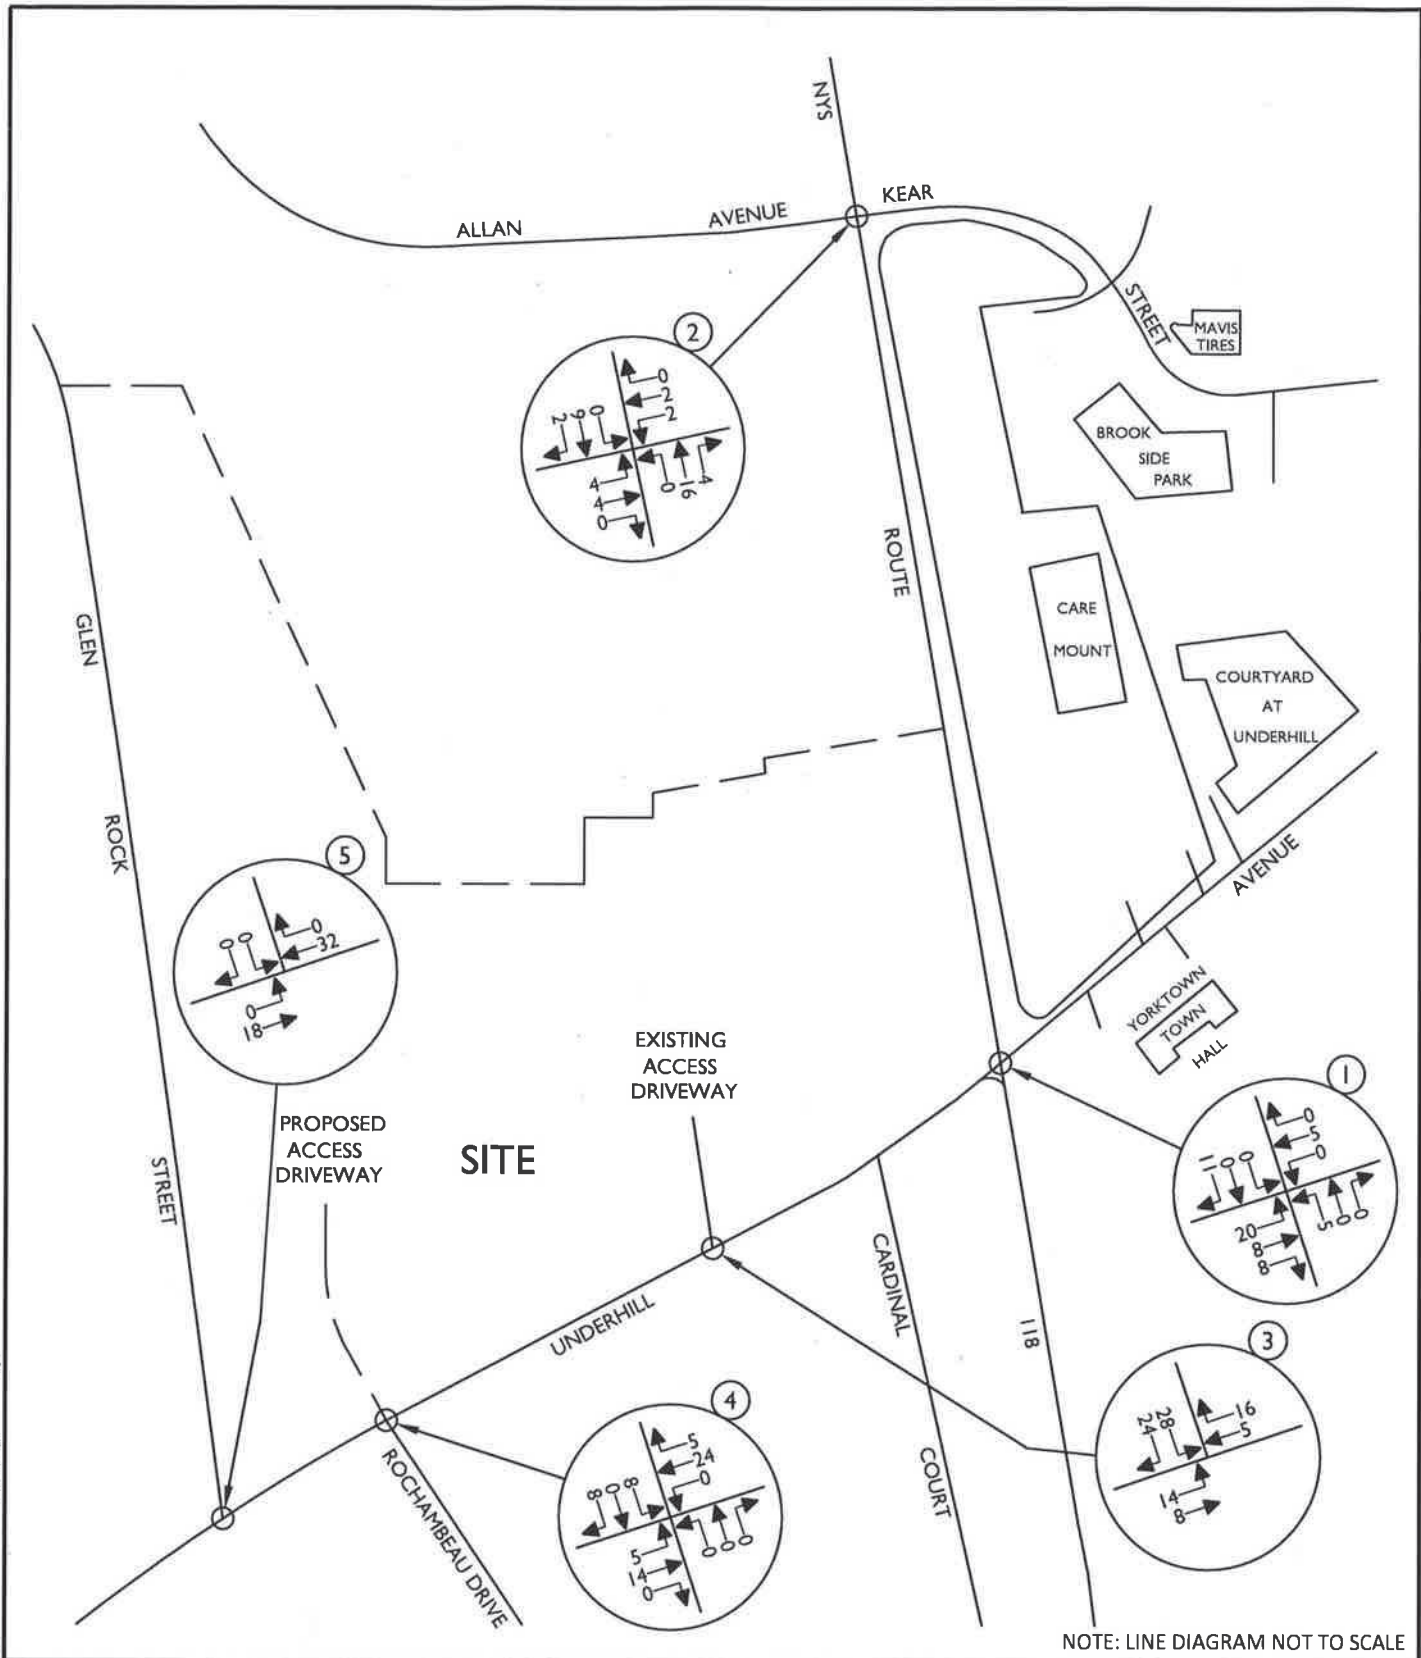 NYS
KEAR
ALLAN
AVENUE
STREET
MAVIS
TIRES
2
0
2
2
2
9
0
4
4
0
0
16
4
BROOK
SIDE
PARK
ROUTE
CARE
MOUNT
GLEN
COURTYARD
AT
UNDERHILL
ROCK
AVENUE
5
0
32
0
0
0
18
EXISTING
ACCESS
DRIVEWAY
YORKTOWN
TOWN
HALL
1
0
5
0
11
0
0
20
8
8
5
0
0
PROPOSED
ACCESS
DRIVEWAY
SITE
STREET
CARDINAL
UNDERHILL
118
3
16
5
24
28
14
8
4
5
24
0
8
0
8
5
14
0
0
0
0
ROCHAMBEAU DRIVE
COURT
NOTE: LINE DIAGRAM NOT TO SCALE